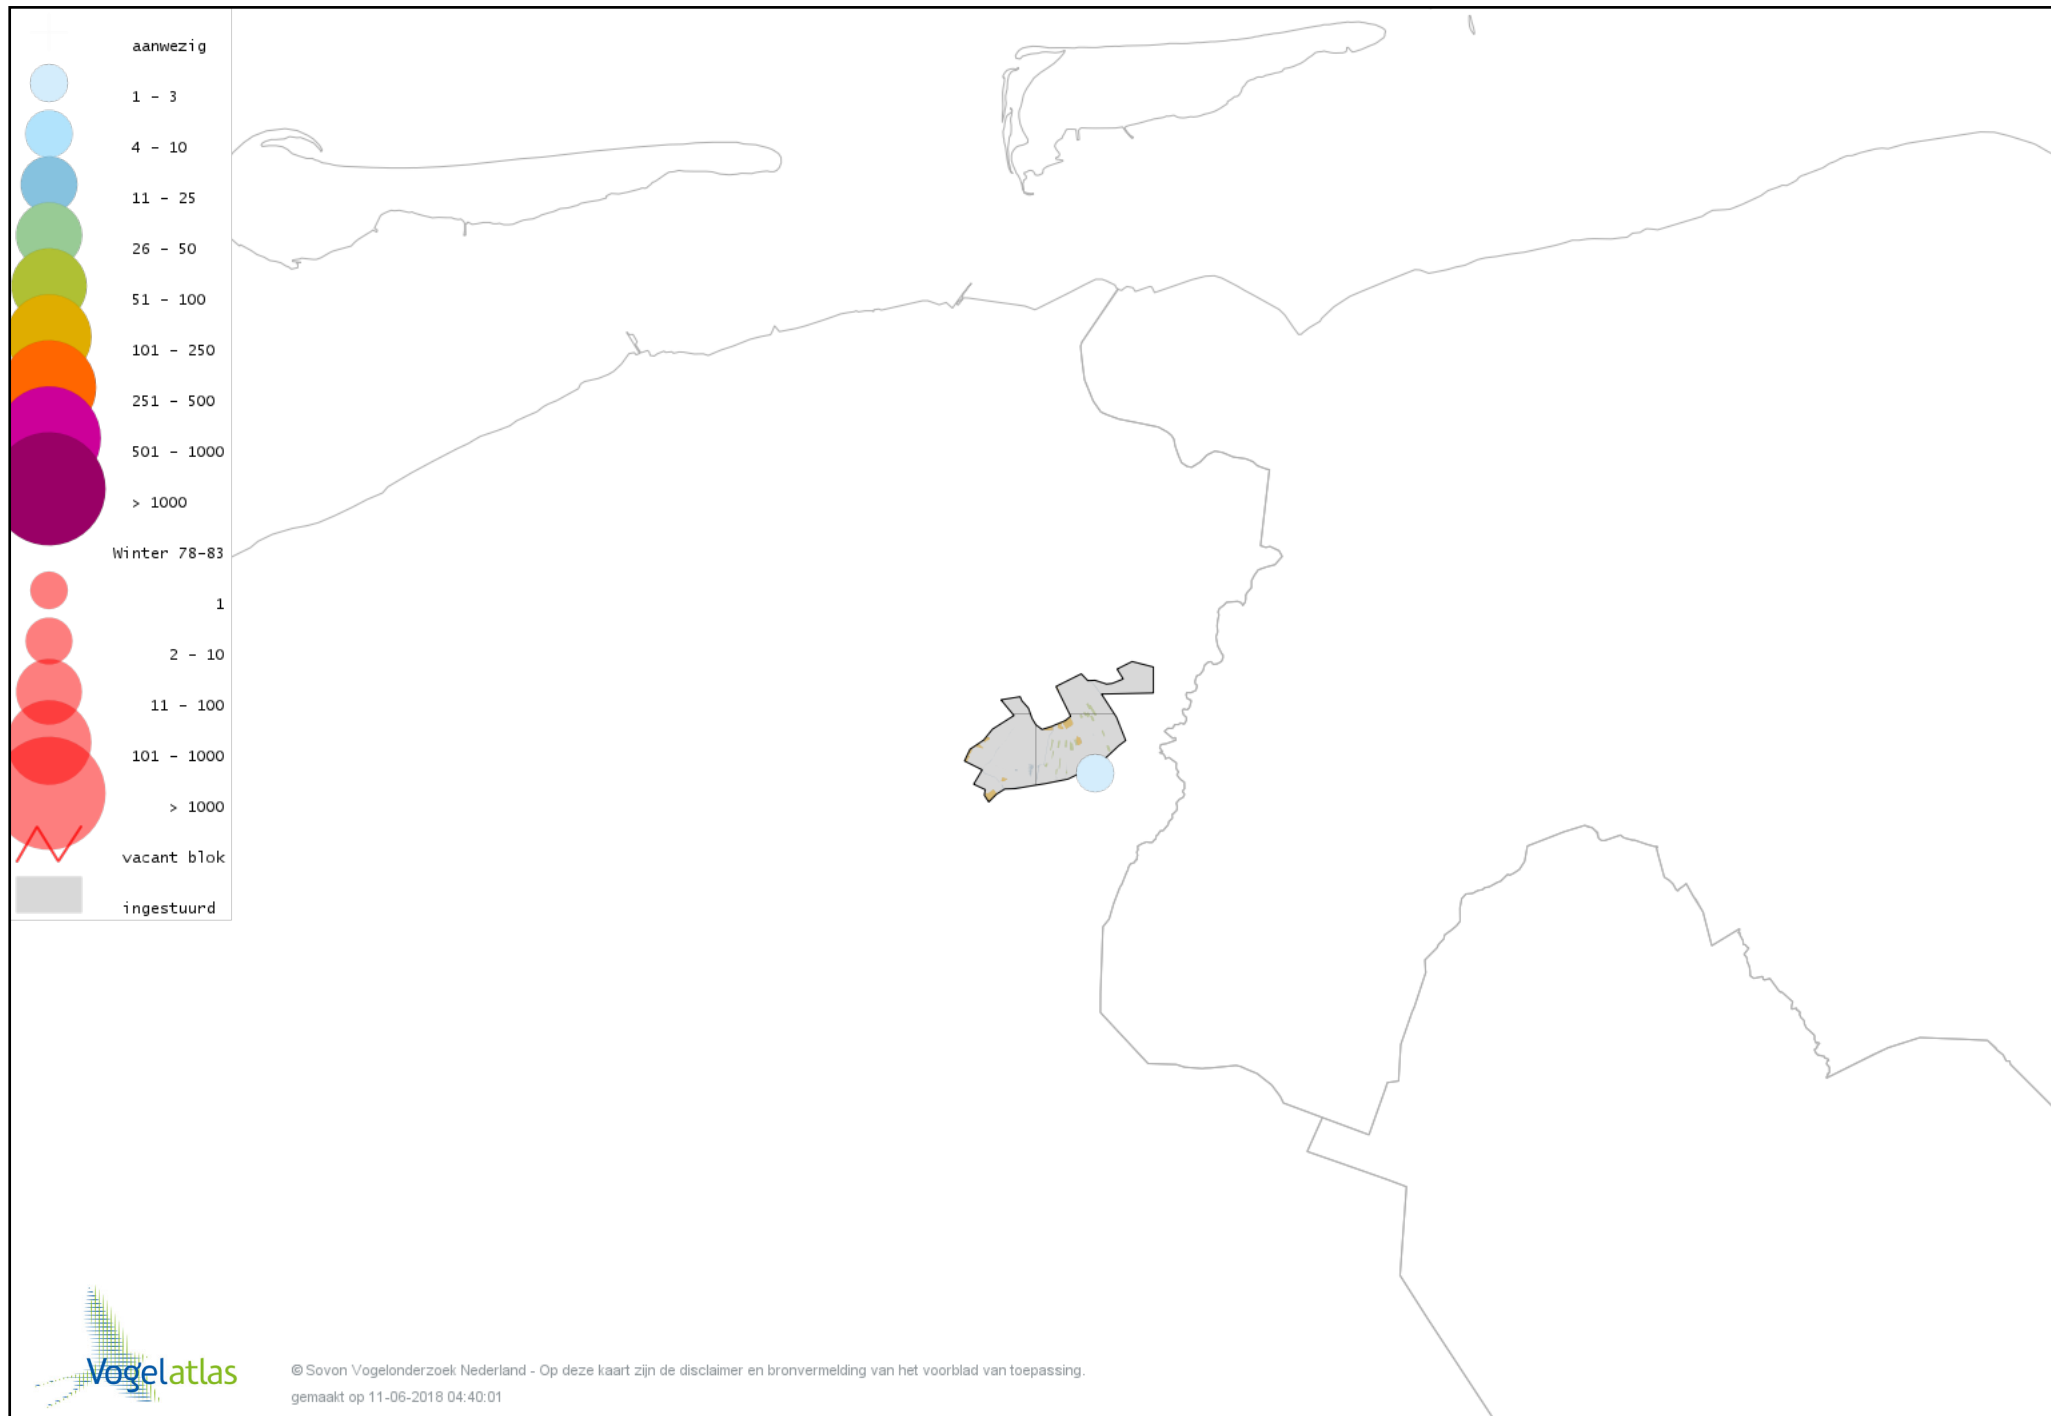 aanwezig
1 - 3
4 - 10
11 - 25
26 - 50
51 - 100
101 - 250
251 - 500
501 - 1000
> 1000
Winter 78-83
1
2 - 10
11 - 100
101 - 1000
> 1000
vacant blok
ingestuurd
Vogelatlas
© Sovon Vogelonderzoek Nederland - Op deze kaart zijn de disclaimer en bronvermelding van het voorblad van toepassing.
gemaakt op 11-06-2018 04:40:01